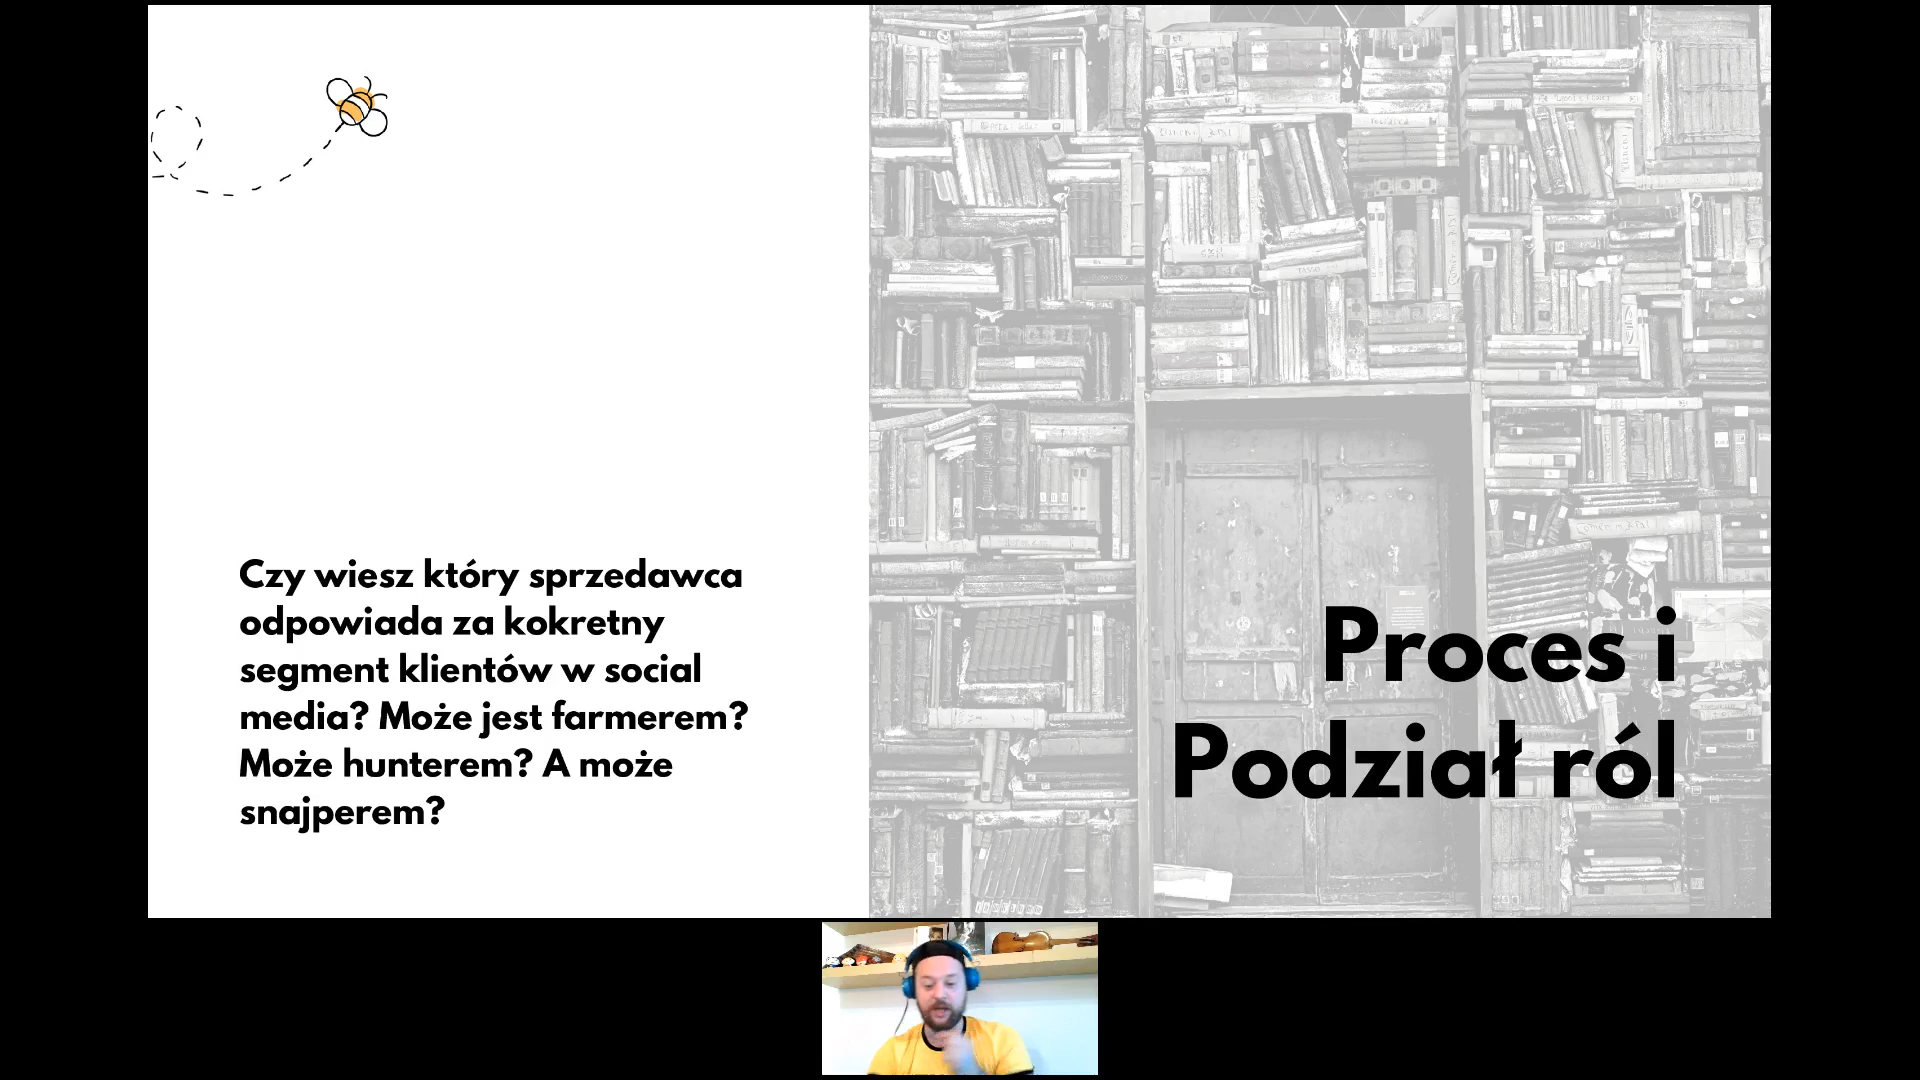 Czy wiesz który sprzedawca
odpowiada za kokretny
segment klientów w social
media? Może jest farmerem?
Może hunterem? A może
snajperem?
Proces i
Podział ról